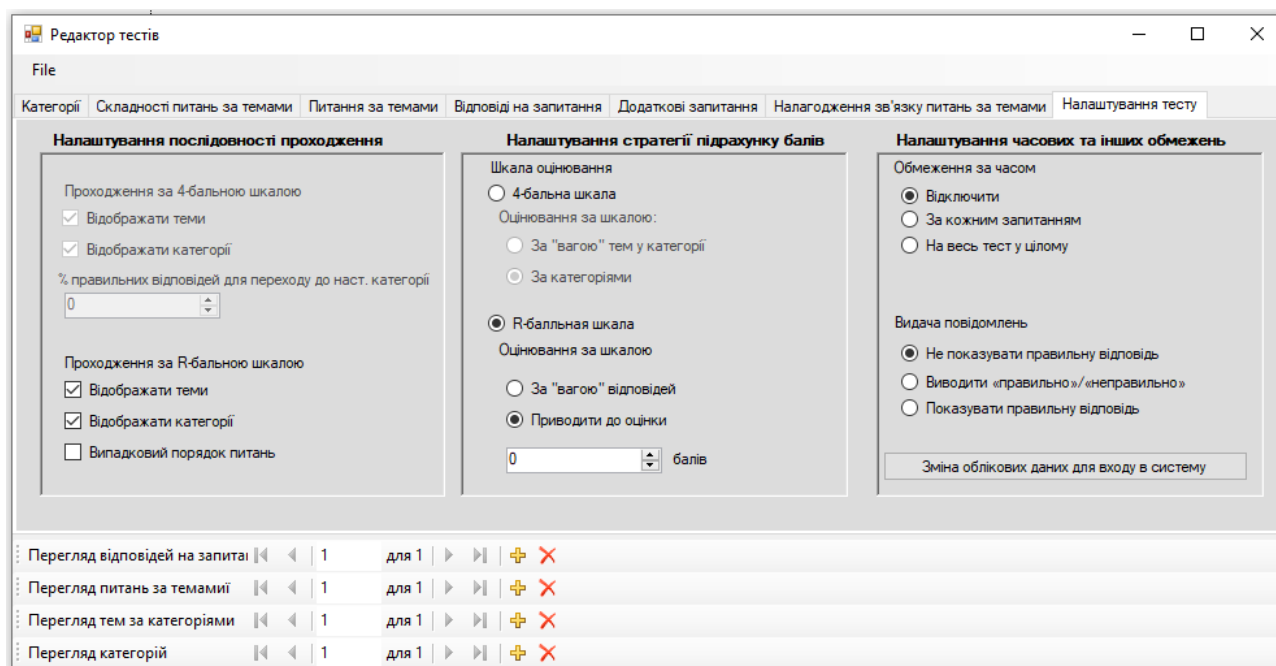 Редактор тестів
File
Категорії Складності питань за темами Питання за темами Відповіді на запитання Додаткові запитання Налагодження зв'язку питань за темами Налаштування тесту
Налаштування послідовності проходження
Проходження за 4-бальною шкалою
Відображати теми
Відображати категорії
% правильних відповідей для переходу до наст. категорії
0
Проходження за R-бальною шкалою
Відображати теми
Відображати категорії
Випадковий порядок питань
Налаштування стратегії підрахунку балів
Шкала оцінювання
4-бальна шкала
Оцінювання за шкалою:
За "вагою" тем у категорії
За категоріями
R-балльная шкала
Оцінювання за шкалою
За "вагою" відповідей
Приводити до оцінки
0 балів
Налаштування часових та інших обмежень
Обмеження за часом
Відключити
За кожним запитанням
На весь тест у цілому
Видача повідомлень
Не показувати правильну відповідь
Виводити «правильно»/«неправильно»
Показувати правильну відповідь
Зміна облікових даних для входу в систему
Перегляд відповідей на запита 1 для 1
Перегляд питань за темамиї 1 для 1
Перегляд тем за категоріями 1 для 1
Перегляд категорій 1 для 1